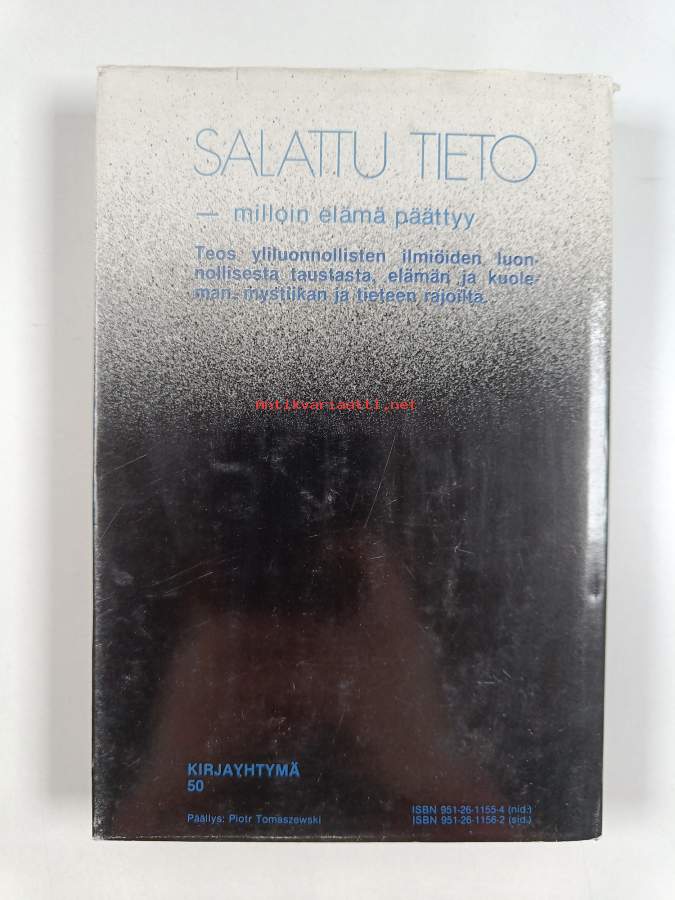 SALATTU TIETO
— milloin elämä päättyy
Teos yliluonnollisten ilmiöiden luon-
nollisesta taustasta, elämän ja kuole-
man, mystiikan ja tieteen rajoilta.
Antikvariaatti.net
KIRJAYHTYMÄ
50
Päällys: Piotr Tomaszewski
ISBN 951-26-1155-4 (nid.)
ISBN 951-26-1156-2 (sid.)